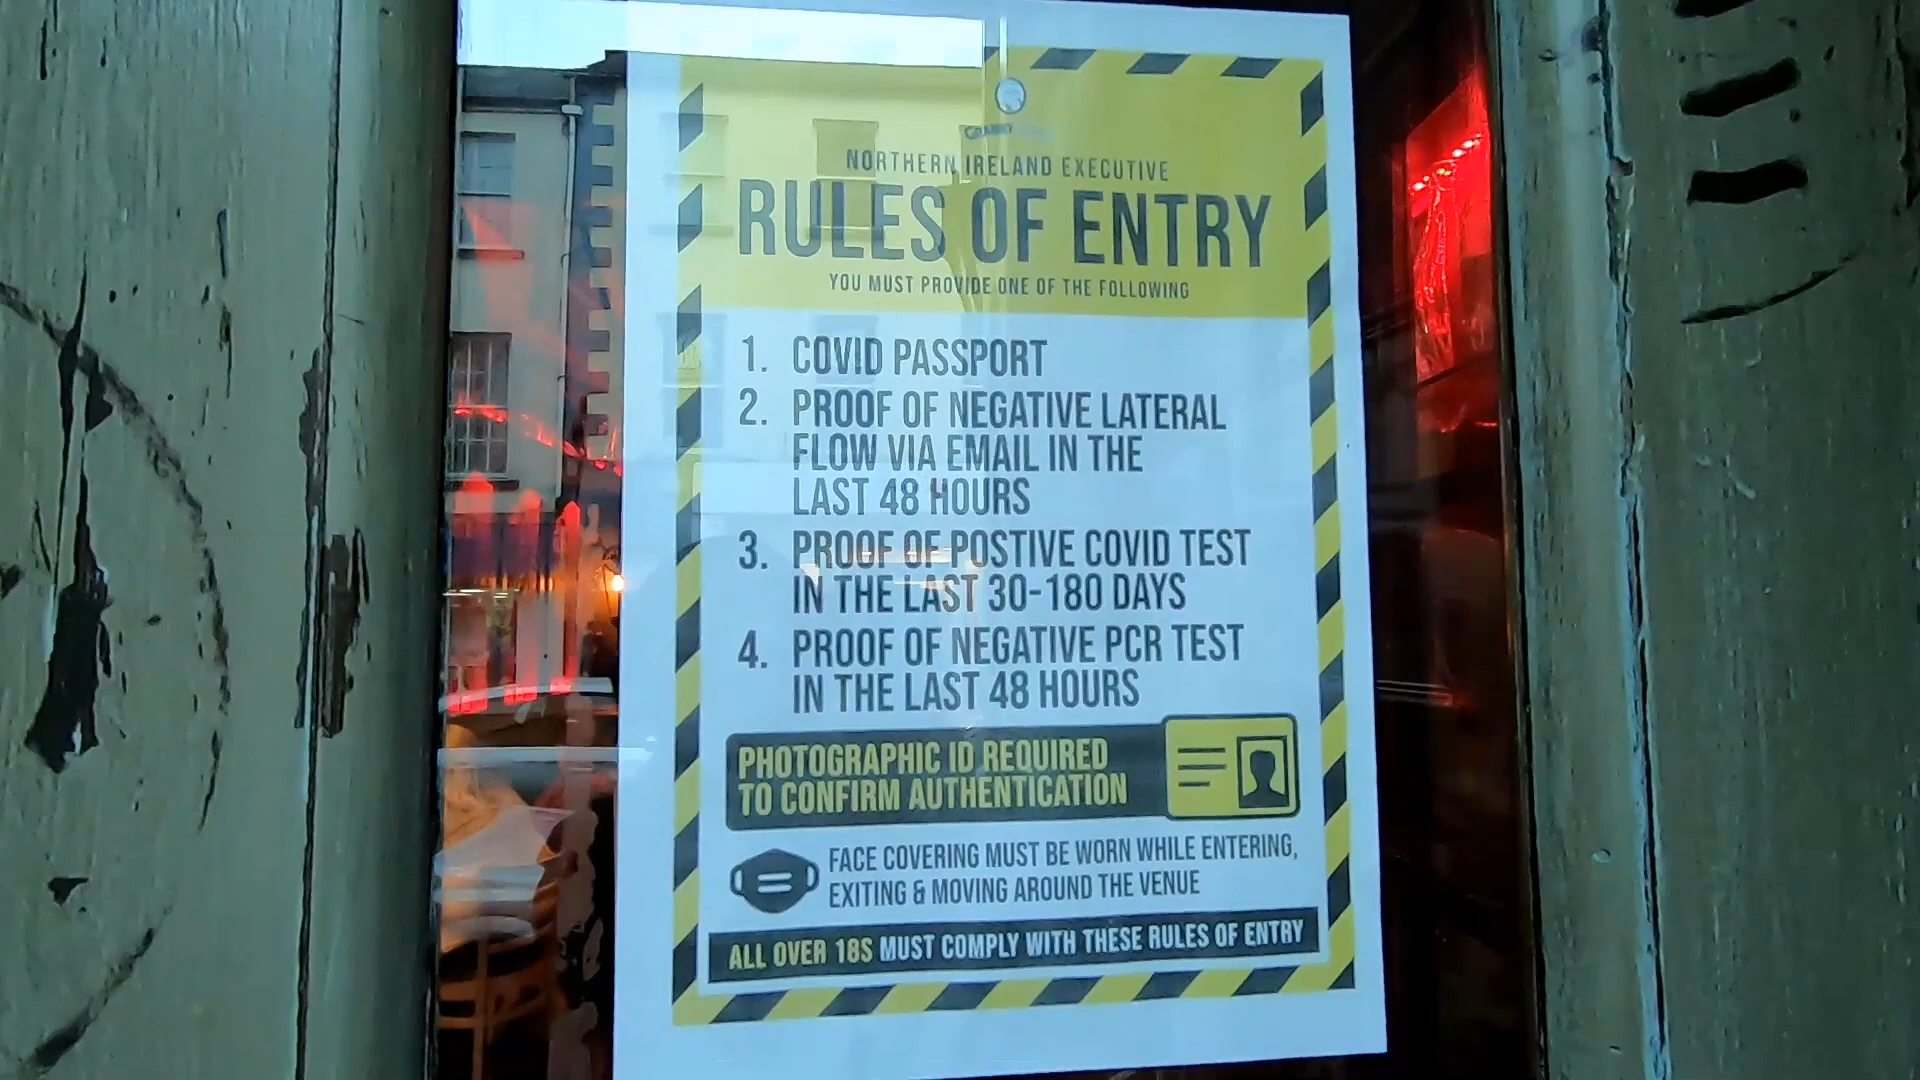 NORTHERN IRELAND EXECUTIVE
RULES OF ENTRY
YOU MUST PROVIDE ONE OF THE FOLLOWING
1. COVID PASSPORT
2. PROOF OF NEGATIVE LATERAL
FLOW VIA EMAIL IN THE
LAST 48 HOURS
3. PROOF OF POSTIVE COVID TEST
IN THE LAST 30-180 DAYS
4. PROOF OF NEGATIVE PCR TEST
IN THE LAST 48 HOURS
PHOTOGRAPHIC ID REQUIRED
TO CONFIRM AUTHENTICATION
FACE COVERING MUST BE WORN WHILE ENTERING,
EXITING & MOVING AROUND THE VENUE
ALL OVER 18S MUST COMPLY WITH THESE RULES OF ENTRY